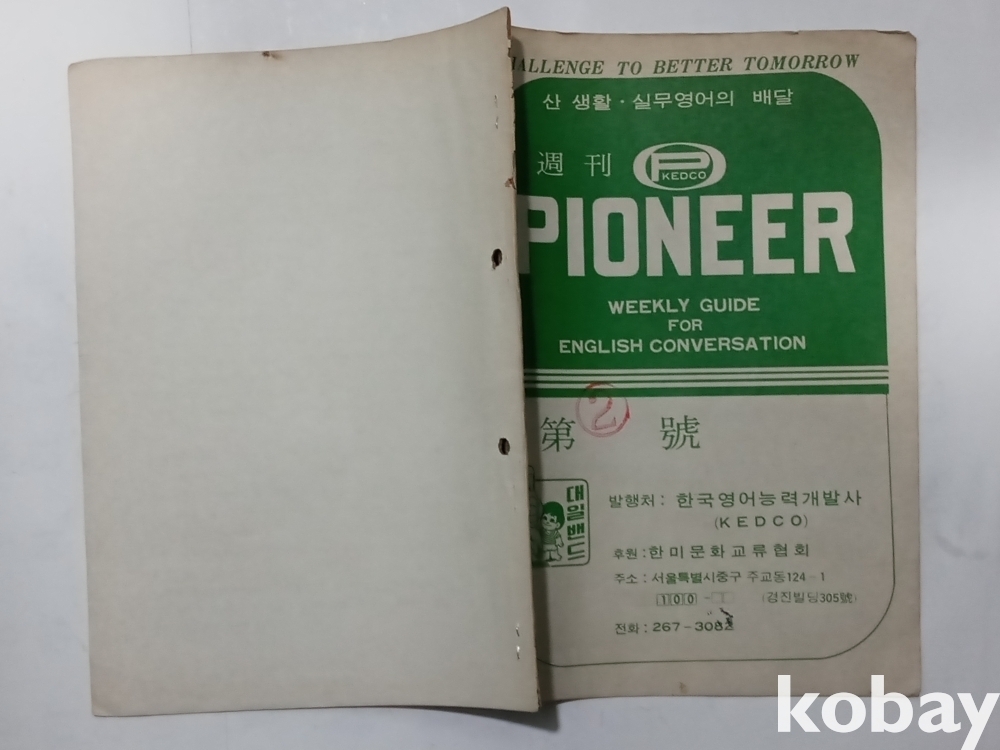 ALLENGE TO BETTER TOMORROW
산 생활·실무영어의 배달
週刊
P
KEDCO
PIONEER
WEEKLY GUIDE
FOR
ENGLISH CONVERSATION
第 2 號
대일밴드
발행처: 한국영어능력개발사
(KEDCO)
후원: 한미문화교류협회
주소: 서울특별시중구 주교동124-1
100- (경진빌딩305號)
전화: 267-308
kobay